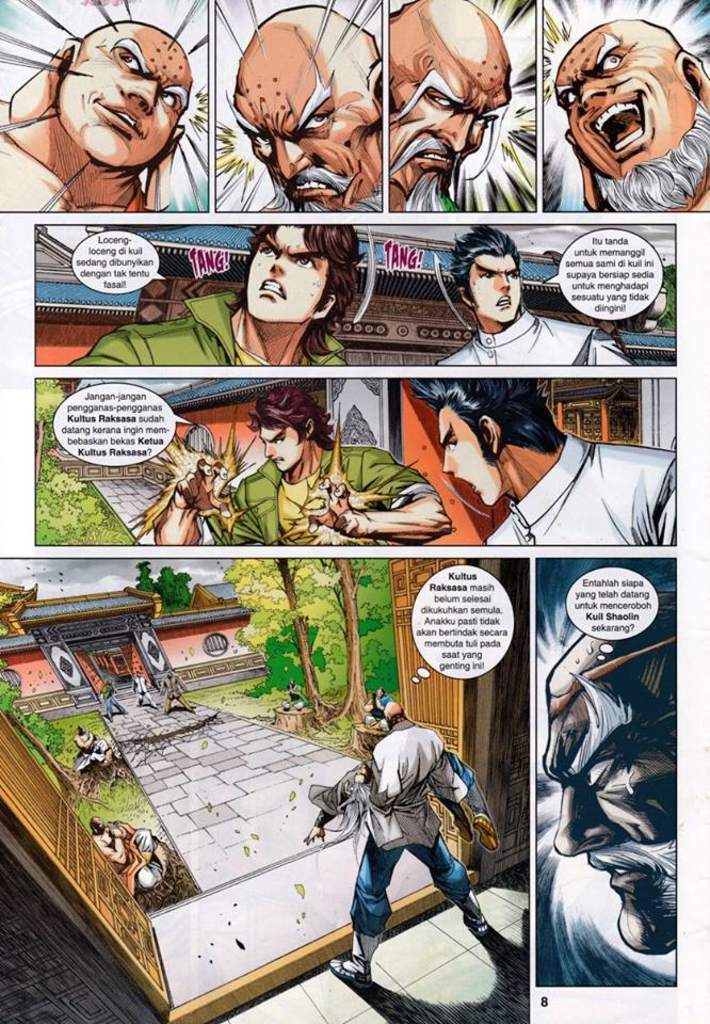 Loceng-
loceng di kuil
sedang dibunyikan
dengan tak tentu
fasal!
TANG!
TANG!
Itu tanda
untuk memanggil
semua sami di kuil ini
supaya bersiap sedia
untuk menghadapi
sesuatu yang tidak
diingini!
Jangan-jangan
pengganas-pengganas
Kultus Raksasa sudah
datang kerana ingin mem-
bebaskan bekas Ketua
Kultus Raksasa?
Kultus
Raksasa masih
belum selesai
dikukuhkan semula.
Anakku pasti tidak
akan bertindak secara
membuta tuli pada
saat yang
genting ini!
Entahlah siapa
yang telah datang
untuk menceroboh
Kuil Shaolin
sekarang?
8